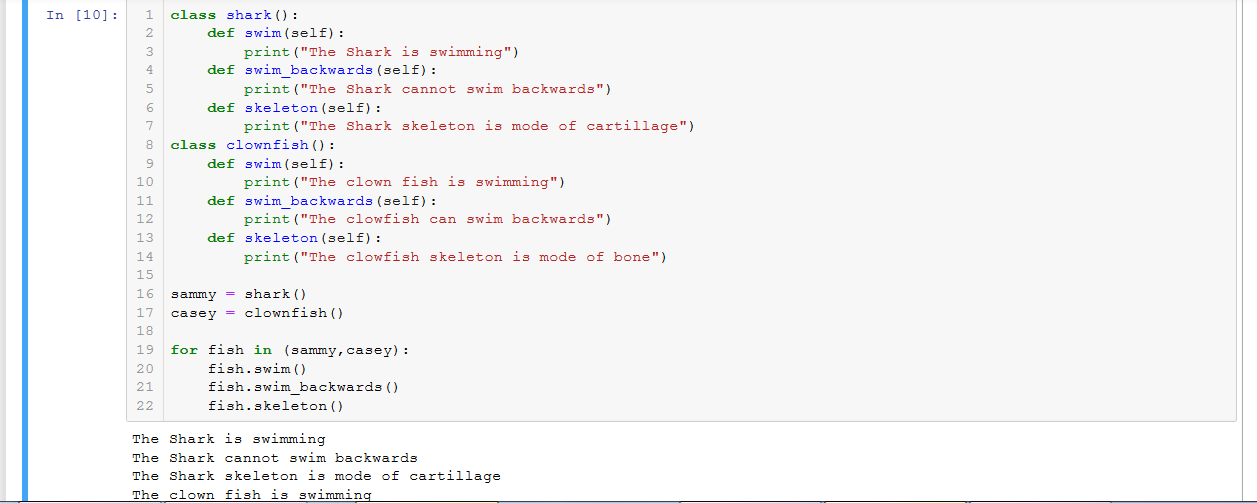 In [10]:
1 class shark():
2     def swim(self):
3         print("The Shark is swimming")
4     def swim_backwards(self):
5         print("The Shark cannot swim backwards")
6     def skeleton(self):
7         print("The Shark skeleton is mode of cartillage")
8 class clownfish():
9     def swim(self):
10         print("The clown fish is swimming")
11     def swim_backwards(self):
12         print("The clowfish can swim backwards")
13     def skeleton(self):
14         print("The clowfish skeleton is mode of bone")
15
16 sammy = shark()
17 casey = clownfish()
18
19 for fish in (sammy,casey):
20     fish.swim()
21     fish.swim_backwards()
22     fish.skeleton()
The Shark is swimming
The Shark cannot swim backwards
The Shark skeleton is mode of cartillage
The clown fish is swimming